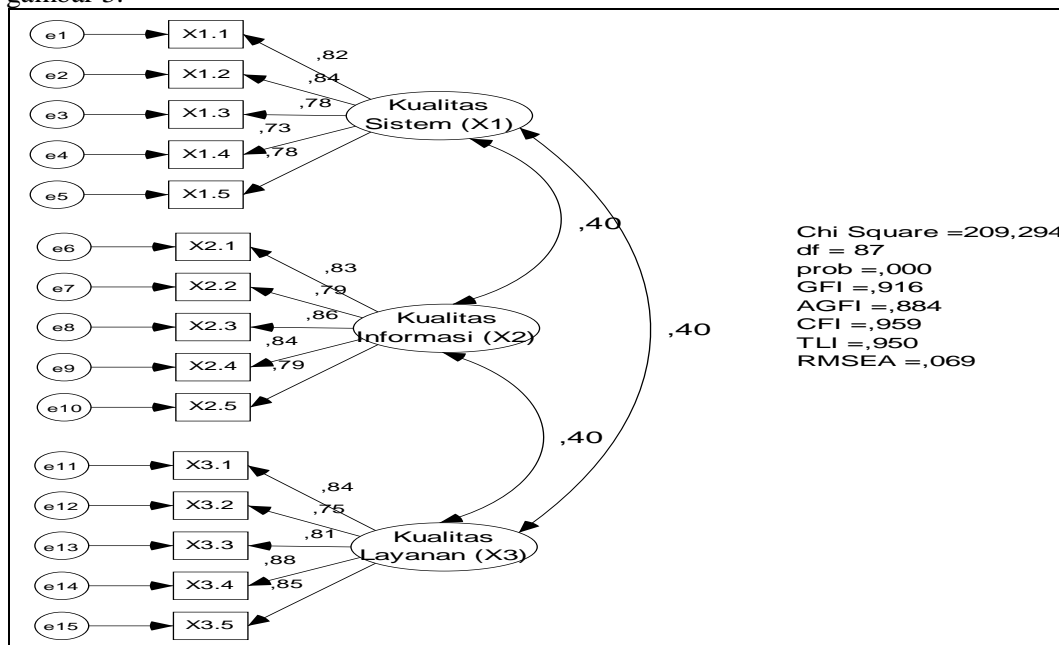 gambar 3.
e1 X1.1
,82
e2 X1.2
,84
e3 X1.3
,78
e4 X1.4
,73
e5 X1.5
,78
Kualitas
Sistem (X1)
,40
e6 X2.1
,83
e7 X2.2
,79
e8 X2.3
,86
e9 X2.4
,84
e10 X2.5
,79
Kualitas
Informasi (X2)
,40
,40
e11 X3.1
,84
e12 X3.2
,75
e13 X3.3
,81
e14 X3.4
,88
e15 X3.5
,85
Kualitas
Layanan (X3)
Chi Square =209,294
df = 87
prob =,000
GFI =,916
AGFI =,884
CFI =,959
TLI =,950
RMSEA =,069